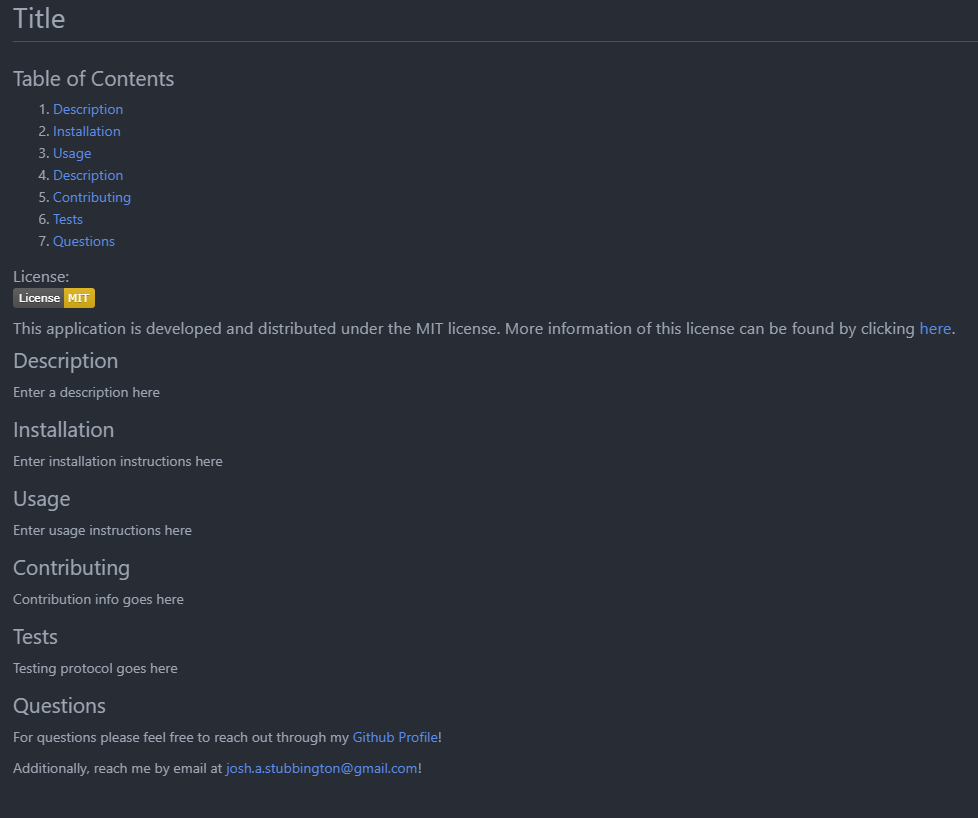 Title
Table of Contents
1. Description
2. Installation
3. Usage
4. Description
5. Contributing
6. Tests
7. Questions
License:
License MIT
This application is developed and distributed under the MIT license. More information of this license can be found by clicking here.
Description
Enter a description here
Installation
Enter installation instructions here
Usage
Enter usage instructions here
Contributing
Contribution info goes here
Tests
Testing protocol goes here
Questions
For questions please feel free to reach out through my Github Profile!
Additionally, reach me by email at josh.a.stubbington@gmail.com!